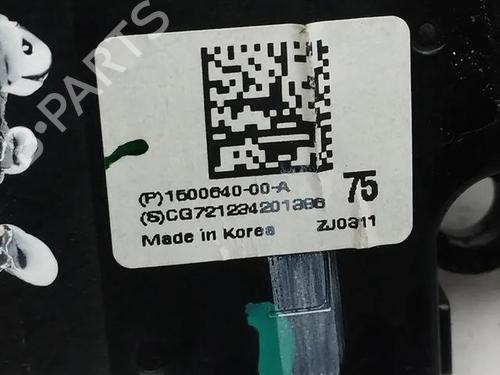 B-PARTS
(P)1500640-00-A
75
(S)CG721234201386
Made in Korea
ZJ0311